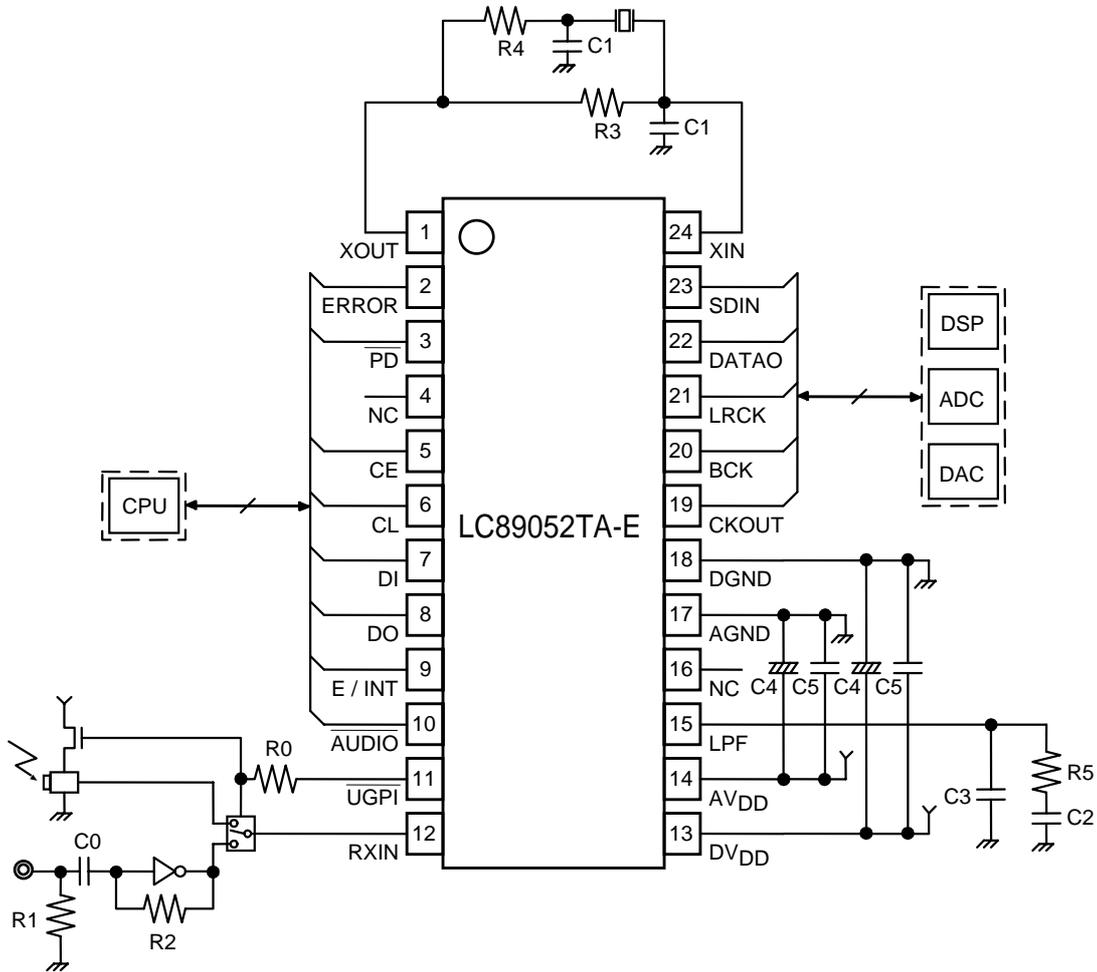 R4
C1
R3
C1
1
24
XOUT
XIN
2
23
ERROR
SDIN
DSP
3
22
PD
DATAO
4
21
NC
LRCK
ADC
5
20
CE
BCK
DAC
CPU
6
19
CL
CKOUT
LC89052TA-E
7
18
DI
DGND
8
17
DO
AGND
9
16
E / INT
NC
C4
C5
C4
C5
10
15
AUDIO
LPF
R0
11
14
UGPI
AVDD
R5
C3
C2
12
13
RXIN
DVDD
C0
R1
R2